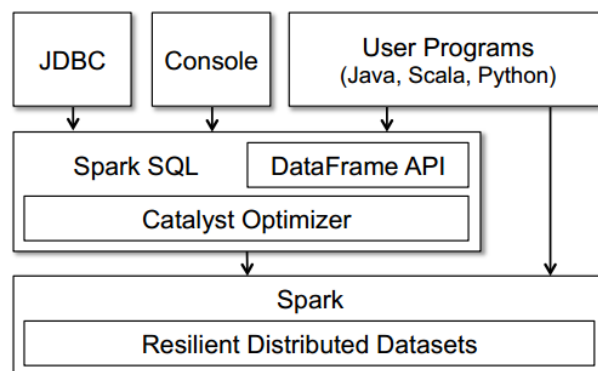 JDBC
Console
User Programs
(Java, Scala, Python)
Spark SQL
DataFrame API
Catalyst Optimizer
Spark
Resilient Distributed Datasets